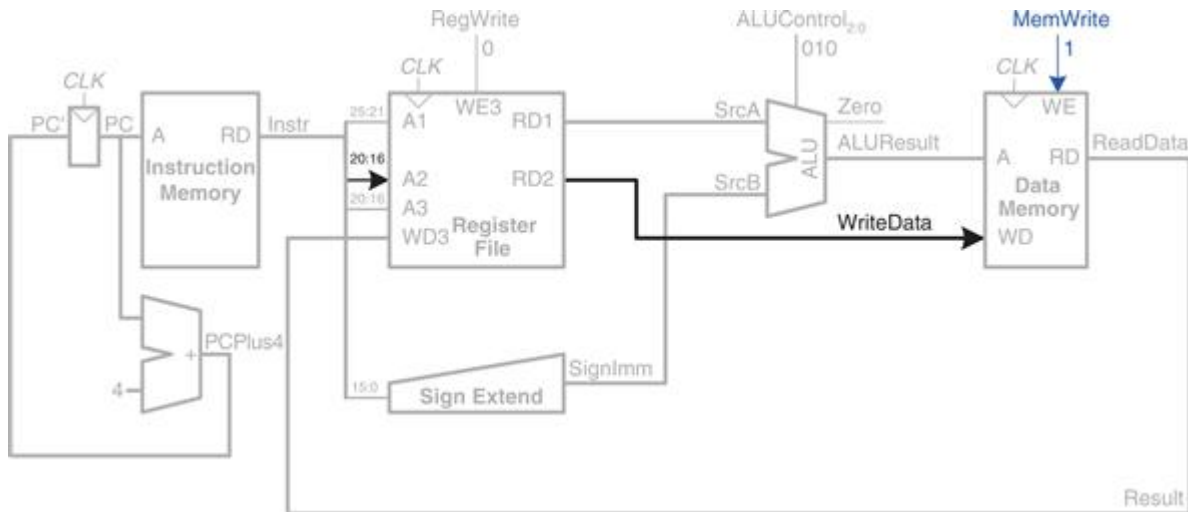 RegWrite
0
ALUControl2:0
010
MemWrite
1
CLK
CLK
CLK
PC'
PC
A
RD
Instruction
Memory
Instr
25:21
20:16
20:16
15:0
A1
A2
A3
WD3
WE3
RD1
RD2
Register
File
SrcA
SrcB
ALU
Zero
ALUResult
WriteData
A
RD
WE
Data
Memory
WD
ReadData
4
+
PCPlus4
Sign Extend
SignImm
Result